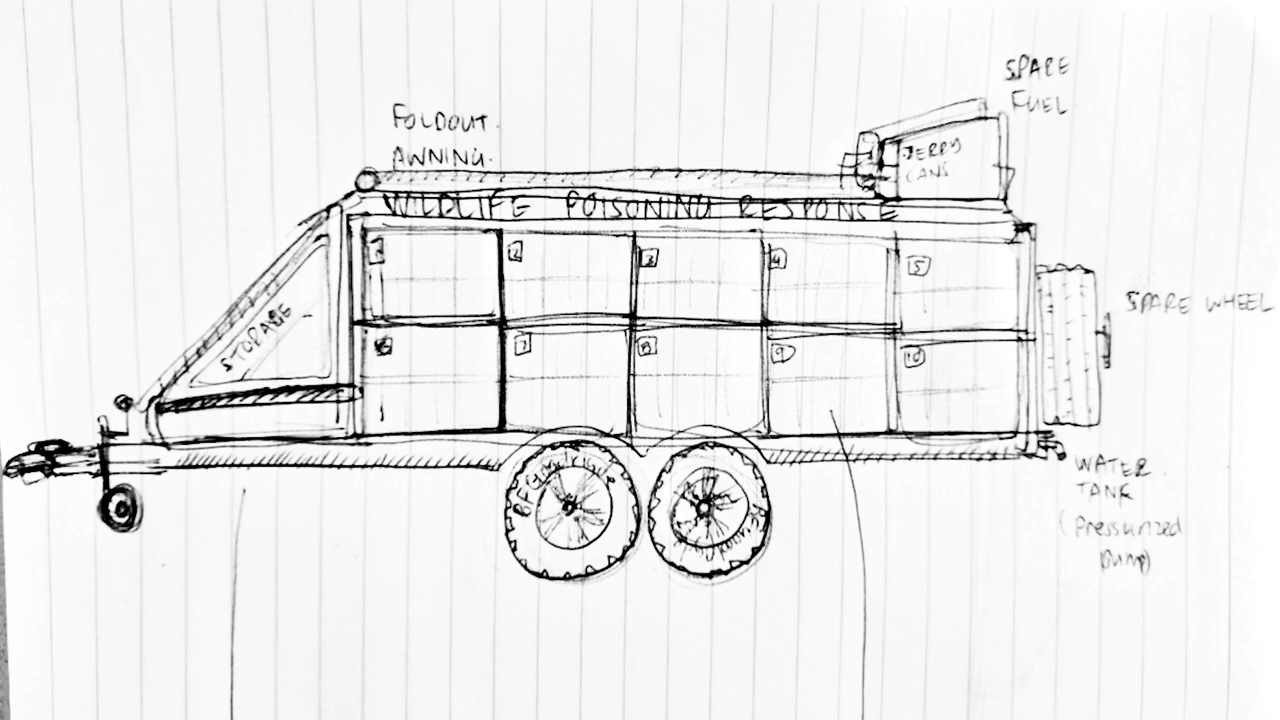 SPARE
FUEL
FOLDOUT.
AWNING.
JERRY
CANS
WILDLIFE POISONING RESPONSE
1
2
3
4
5
STORAGE
SPARE WHEEL
6
7
8
9
10
WATER
TANK
(Pressurized
Pump)
BFGoodrich